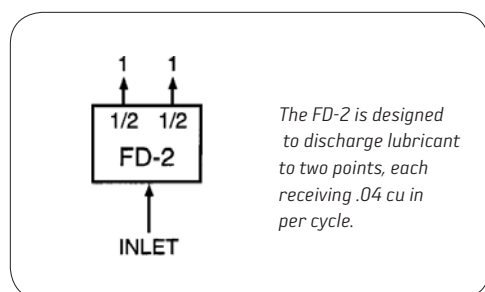 1 1
1/2 1/2
FD-2
INLET
The FD-2 is designed
to discharge lubricant
to two points, each
receiving .04 cu in
per cycle.